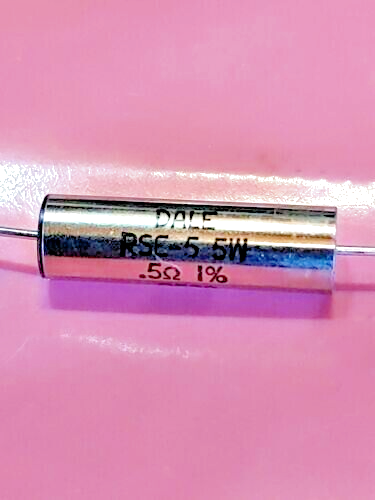 DALE
RSE-5 5W
.5Ω 1%